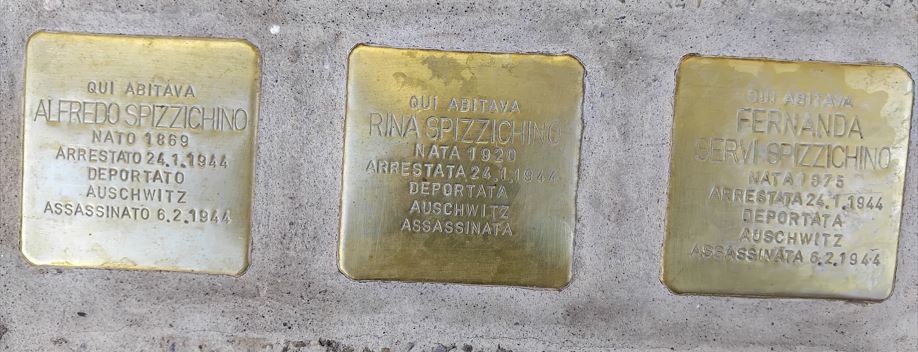 QUI ABITAVA
ALFREDO SPIZZICHINO
NATO 1869
ARRESTATO 24.1.1944
DEPORTATO
AUSCHWITZ
ASSASSINATO 6.2.1944
QUI ABITAVA
RINA SPIZZICHINO
NATA 1920
ARRESTATA 24.1.1944
DEPORTATA
AUSCHWITZ
ASSASSINATA
QUI ABITAVA
FERNANDA
SERVI SPIZZICHINO
NATA 1875
ARRESTATA 24.1.1944
DEPORTATA
AUSCHWITZ
ASSASSINATA 6.2.1944